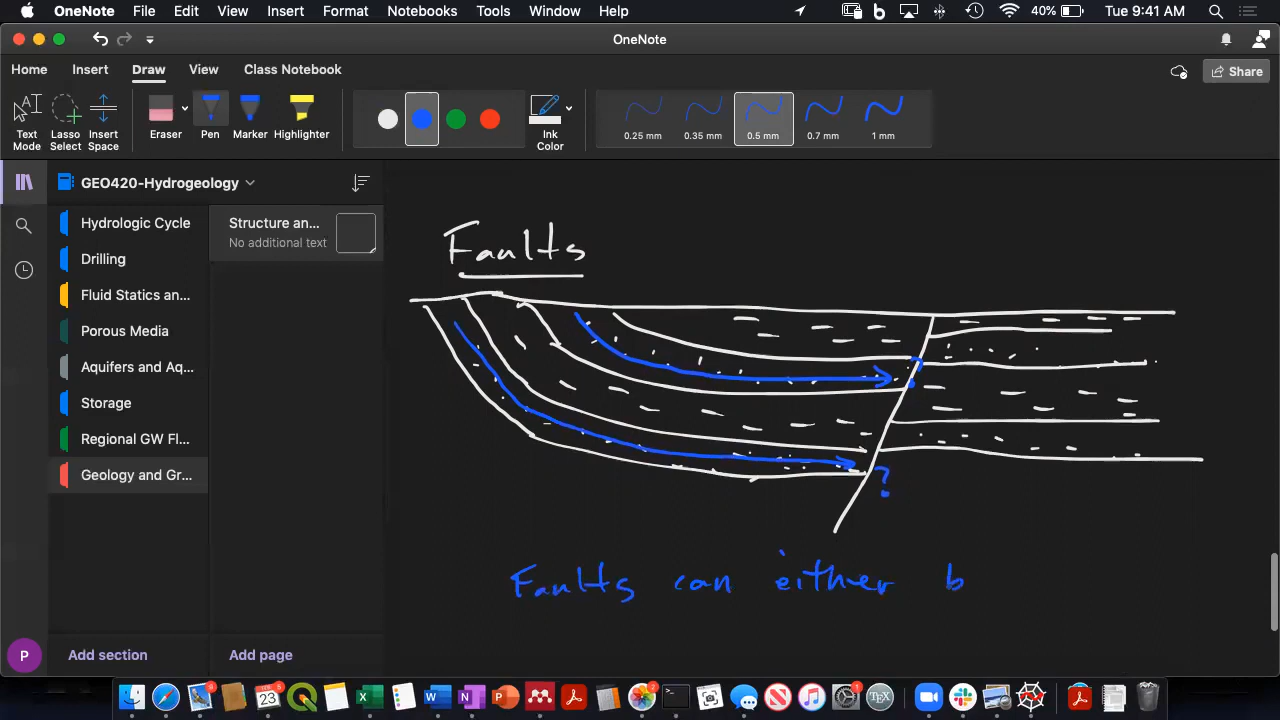 OneNote File Edit View Insert Format Notebooks Tools Window Help 40% Tue 9:41 AM
OneNote
Home Insert Draw View Class Notebook Share
Text Mode Lasso Select Insert Space Eraser Pen Marker Highlighter Ink Color 0.25 mm 0.35 mm 0.5 mm 0.7 mm 1 mm
GEO420-Hydrogeology
Hydrologic Cycle
Drilling
Fluid Statics an...
Porous Media
Aquifers and Aq...
Storage
Regional GW Fl...
Geology and Gr...
Structure an...
No additional text
Faults
?
?
Faults can either b
P Add section Add page
FEB 23